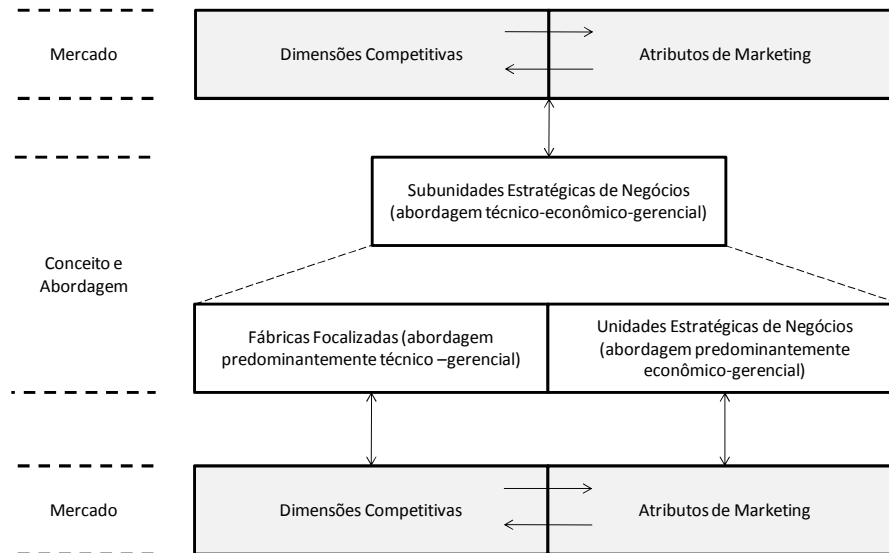 Mercado
Dimensões Competitivas
Atributos de Marketing
Subunidades Estratégicas de Negócios
(abordagem técnico-econômico-gerencial)
Conceito e
Abordagem
Fábricas Focalizadas (abordagem
predominantemente técnico –gerencial)
Unidades Estratégicas de Negócios
(abordagem predominantemente
econômico-gerencial)
Mercado
Dimensões Competitivas
Atributos de Marketing